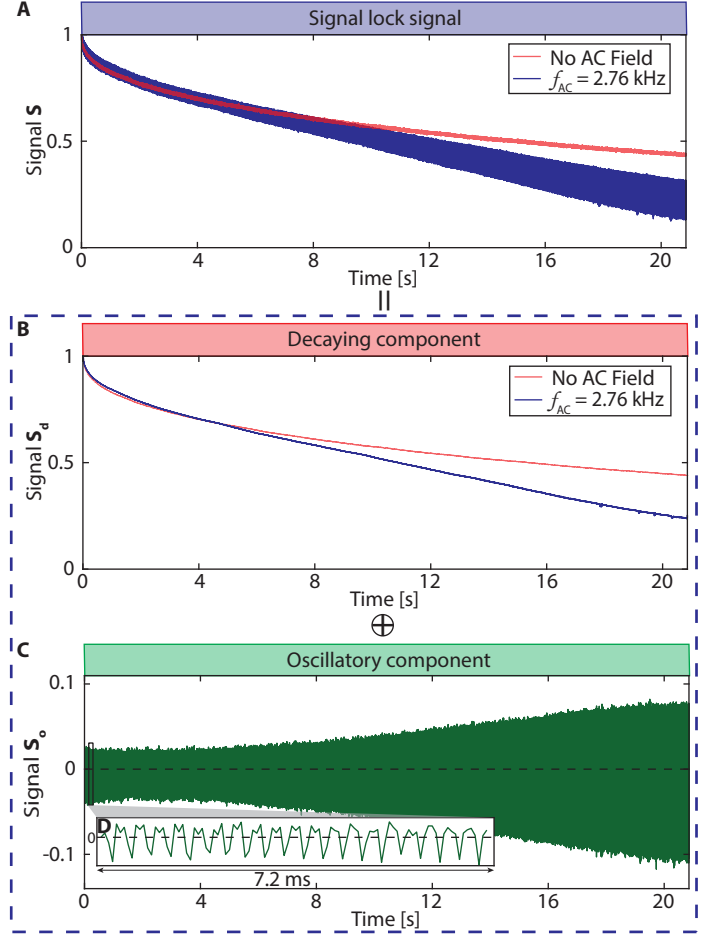 A
Signal lock signal
No AC Field
f_AC = 2.76 kHz
Signal S
1
0.5
0
0
4
8
12
16
20
Time [s]
=
B
Decaying component
No AC Field
f_AC = 2.76 kHz
Signal S_d
1
0.5
0
0
4
8
12
16
20
Time [s]
⊕
C
Oscillatory component
Signal S_o
0.1
0
-0.1
D
0
7.2 ms
0
4
8
12
16
20
Time [s]